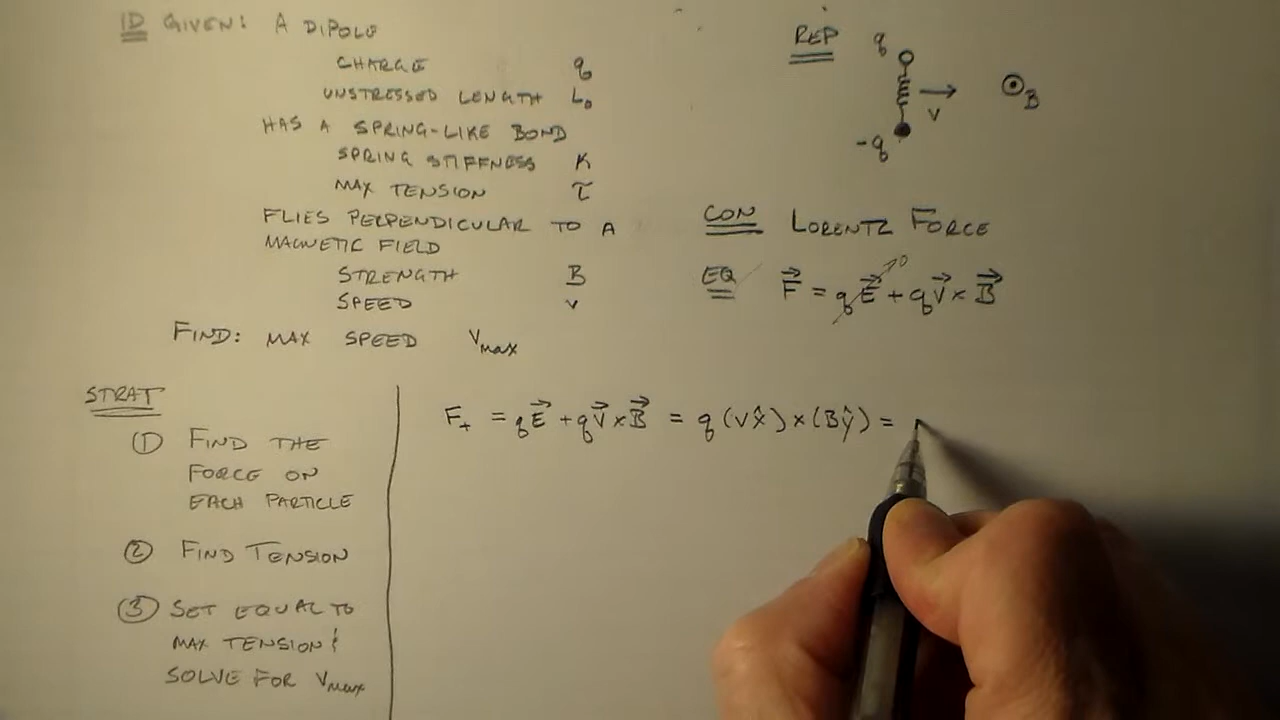 ID GIVEN: A DIPOLE
CHARGE q
UNSTRESSED LENGTH L₀
HAS A SPRING-LIKE BOND
SPRING STIFFNESS K
MAX TENSION τ
FLIES PERPENDICULAR TO A
MAGNETIC FIELD
STRENGTH B
SPEED v
FIND: MAX SPEED Vmax
REP
q
V
B
-q
CON LORENTZ FORCE
EQ F⃗ = qE⃗ + qV⃗ × B⃗
0
STRAT
① FIND THE
FORCE ON
EACH PARTICLE
② FIND TENSION
③ SET EQUAL TO
MAX TENSION &
SOLVE FOR Vmax
F₊ = qE⃗ + qV⃗ × B⃗ = q(Vx̂) × (Bŷ) =